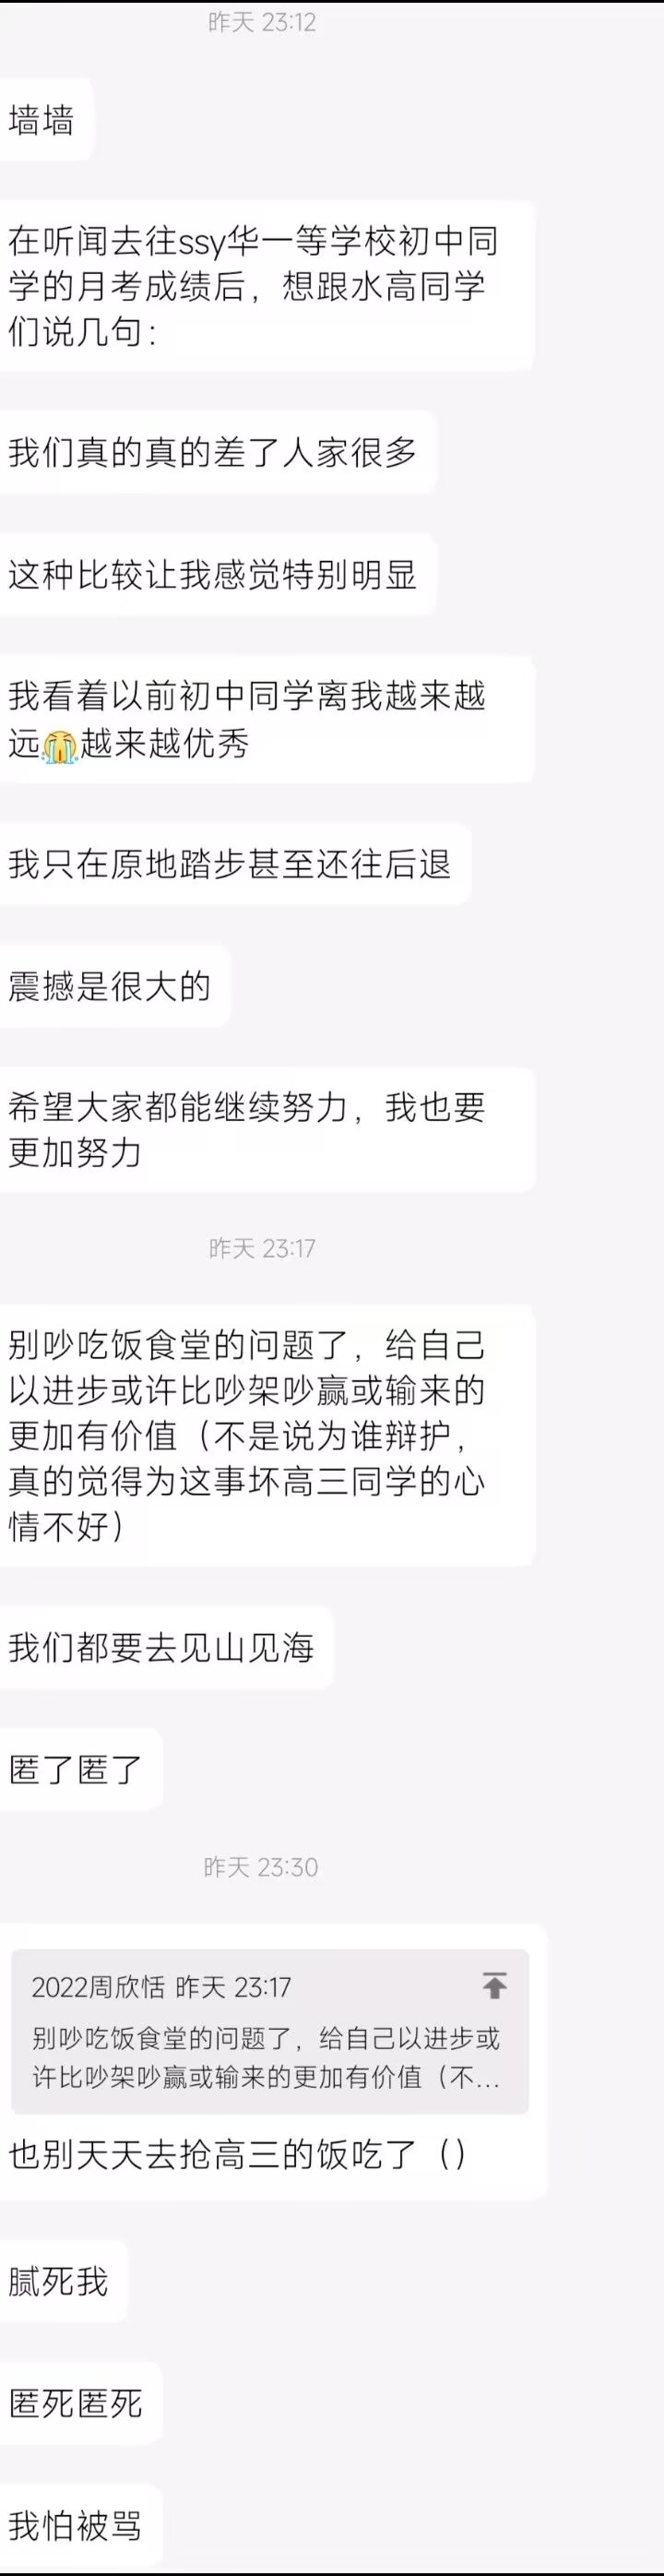 昨天 23:12
墙墙
在听闻去往ssy华一等学校初中同
学的月考成绩后，想跟水高同学
们说几句：
我们真的真的差了人家很多
这种比较让我感觉特别明显
我看着以前初中同学离我越来越
远😭越来越优秀
我只在原地踏步甚至还往后退
震撼是很大的
希望大家都能继续努力，我也要
更加努力
昨天 23:17
别吵吃饭食堂的问题了，给自己
以进步或许比吵架吵赢或输来的
更加有价值（不是说为谁辩护，
真的觉得为这事坏高三同学的心
情不好）
我们都要去见山见海
匿了匿了
昨天 23:30
2022周欣恬 昨天 23:17
别吵吃饭食堂的问题了，给自己以进步或
许比吵架吵赢或输来的更加有价值（不...
也别天天去抢高三的饭吃了（）
腻死我
匿死匿死
我怕被骂